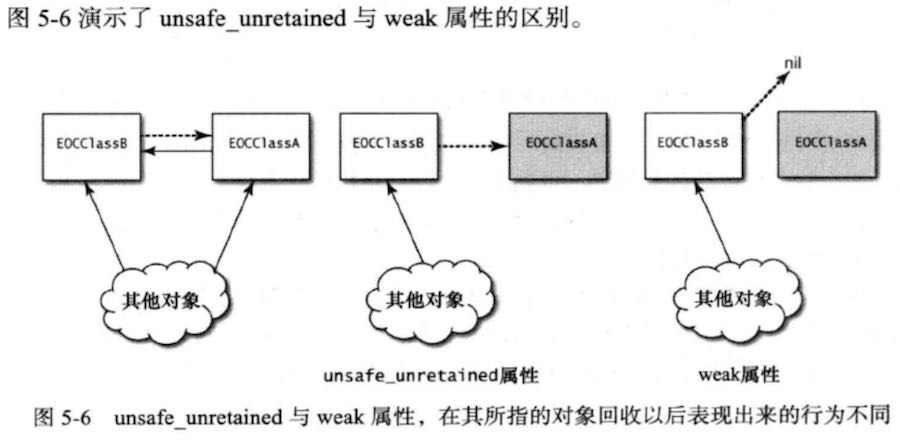 图 5-6 演示了 unsafe_unretained 与 weak 属性的区别。
nil
EOCClassB
EOCClassA
EOCClassB
EOCClassA
EOCClassB
EOCClassA
其他对象
其他对象
其他对象
unsafe_unretained属性
weak属性
图 5-6 unsafe_unretained 与 weak 属性，在其所指的对象回收以后表现出来的行为不同